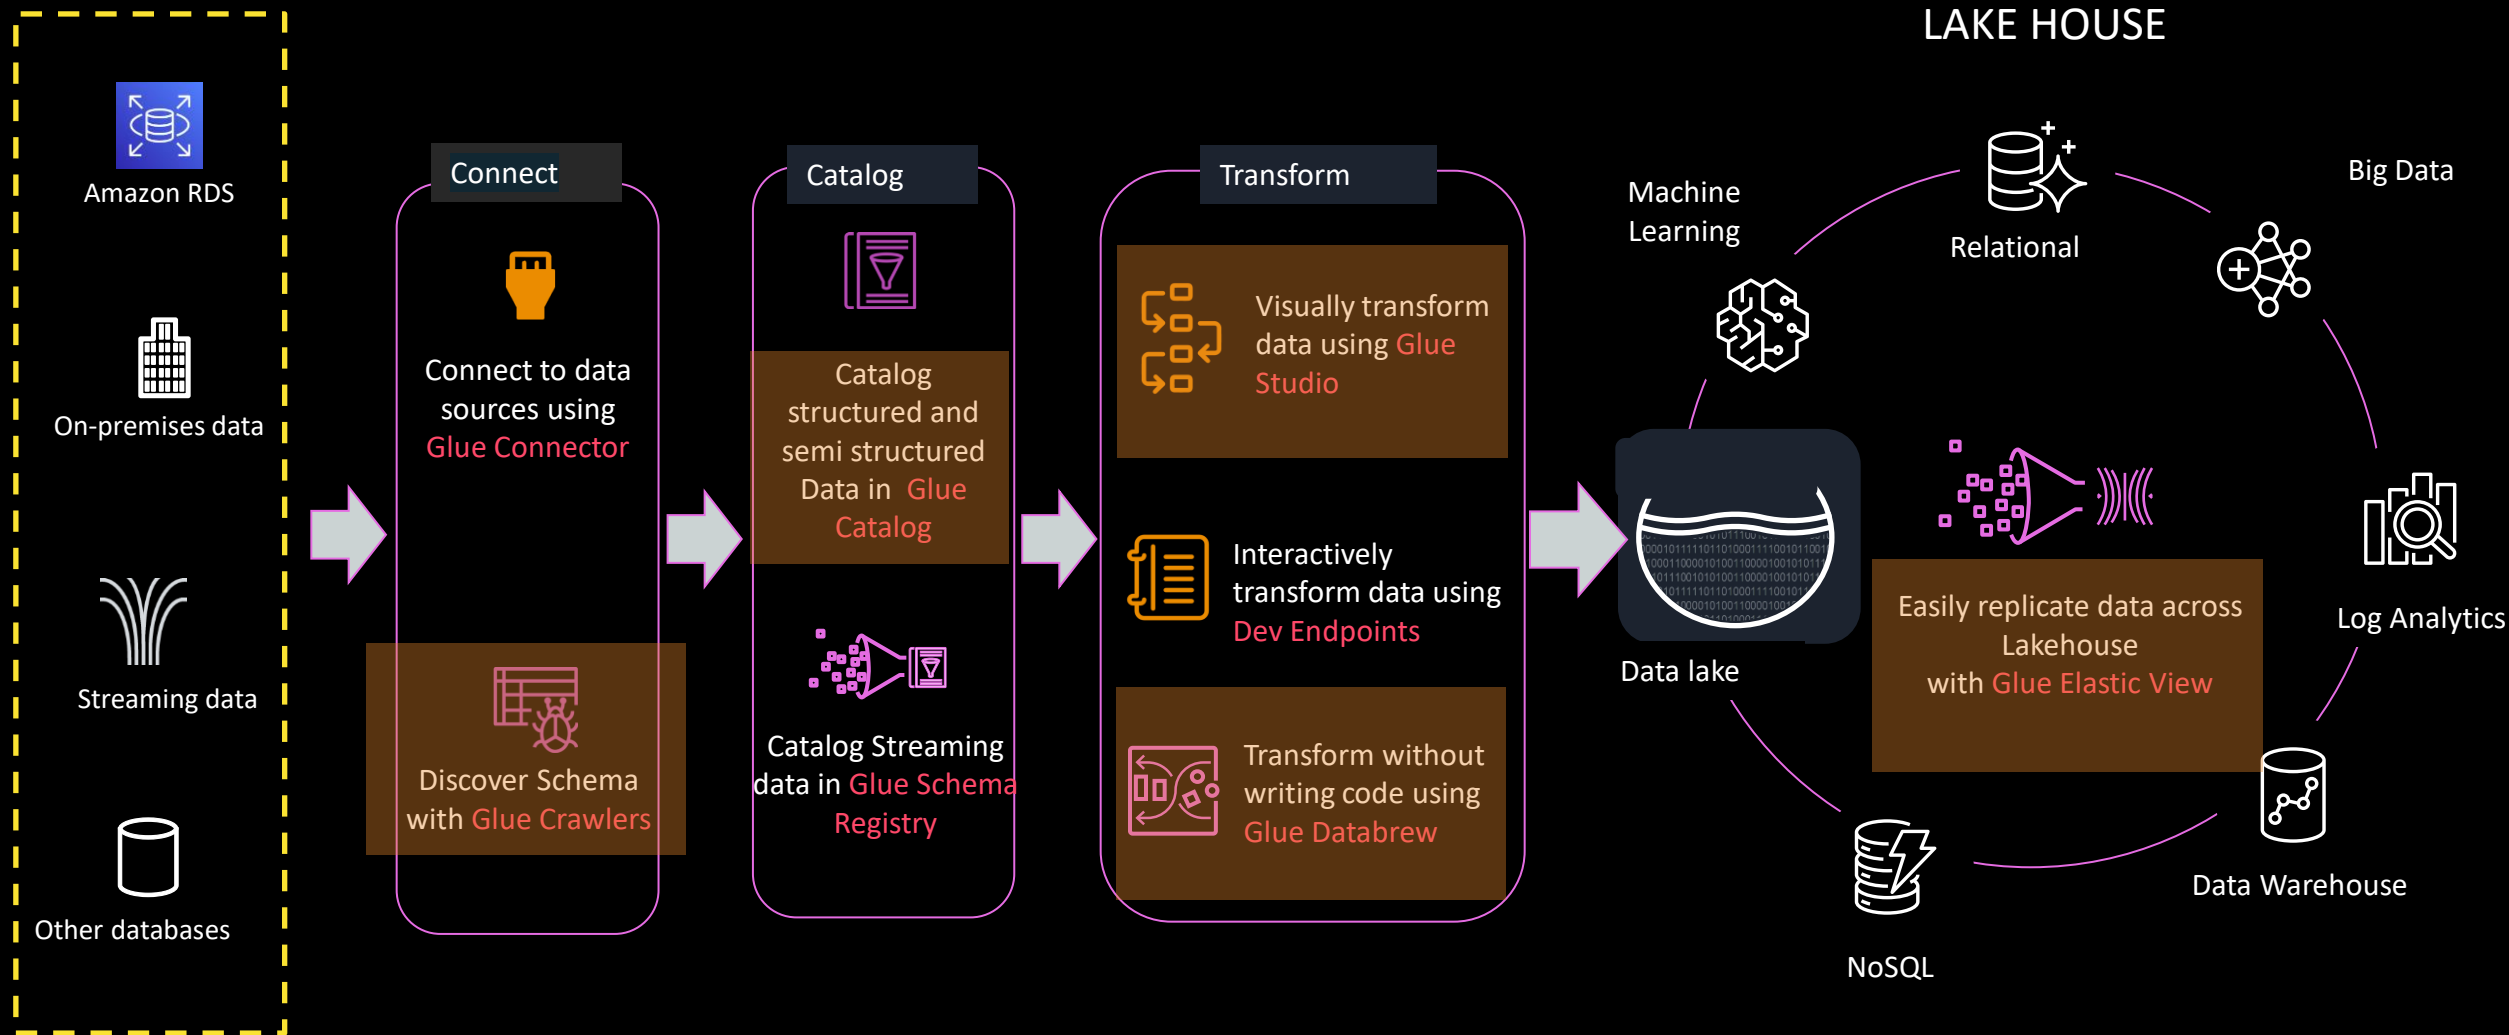 LAKE HOUSE
Amazon RDS
On-premises data
Streaming data
Other databases
Connect
Connect to data
sources using
Glue Connector
Discover Schema
with Glue Crawlers
Catalog
Catalog
structured and
semi structured
Data in Glue
Catalog
Catalog Streaming
data in Glue Schema
Registry
Transform
Visually transform
data using Glue
Studio
Interactively
transform data using
Dev Endpoints
Transform without
writing code using
Glue Databrew
Machine
Learning
Relational
Big Data
Log Analytics
Data Warehouse
NoSQL
Data lake
Easily replicate data across
Lakehouse
with Glue Elastic View